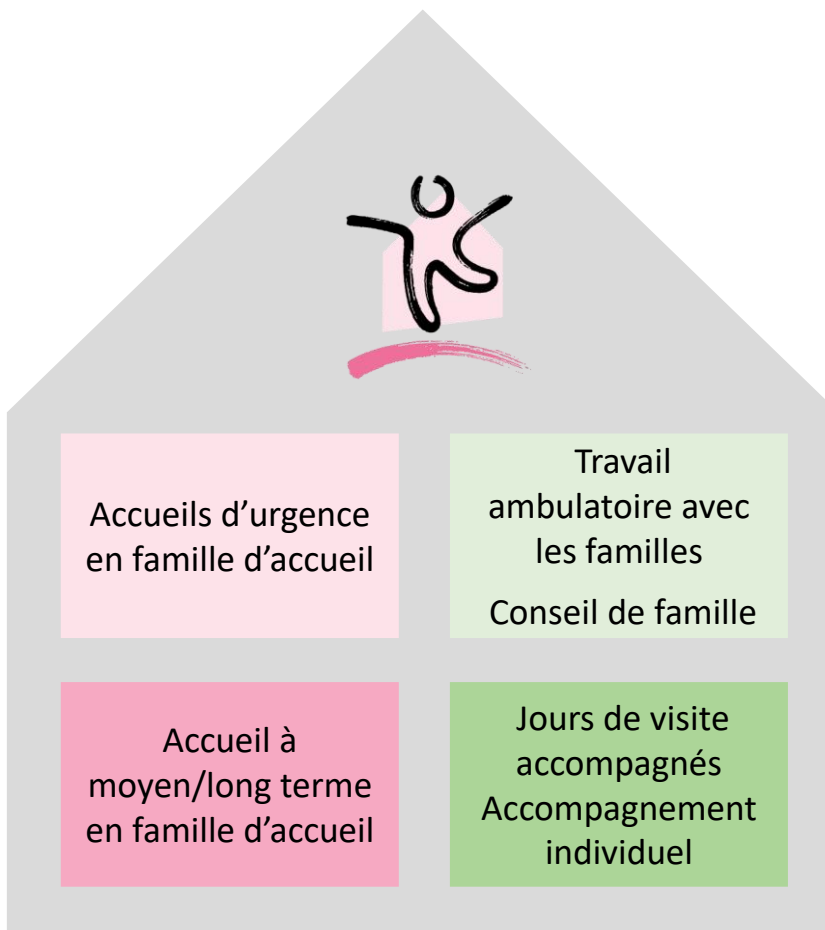 Accueils d’urgence
en famille d’accueil
Travail
ambulatoire avec
les familles
Conseil de famille
Accueil à
moyen/long terme
en famille d’accueil
Jours de visite
accompagnés
Accompagnement
individuel